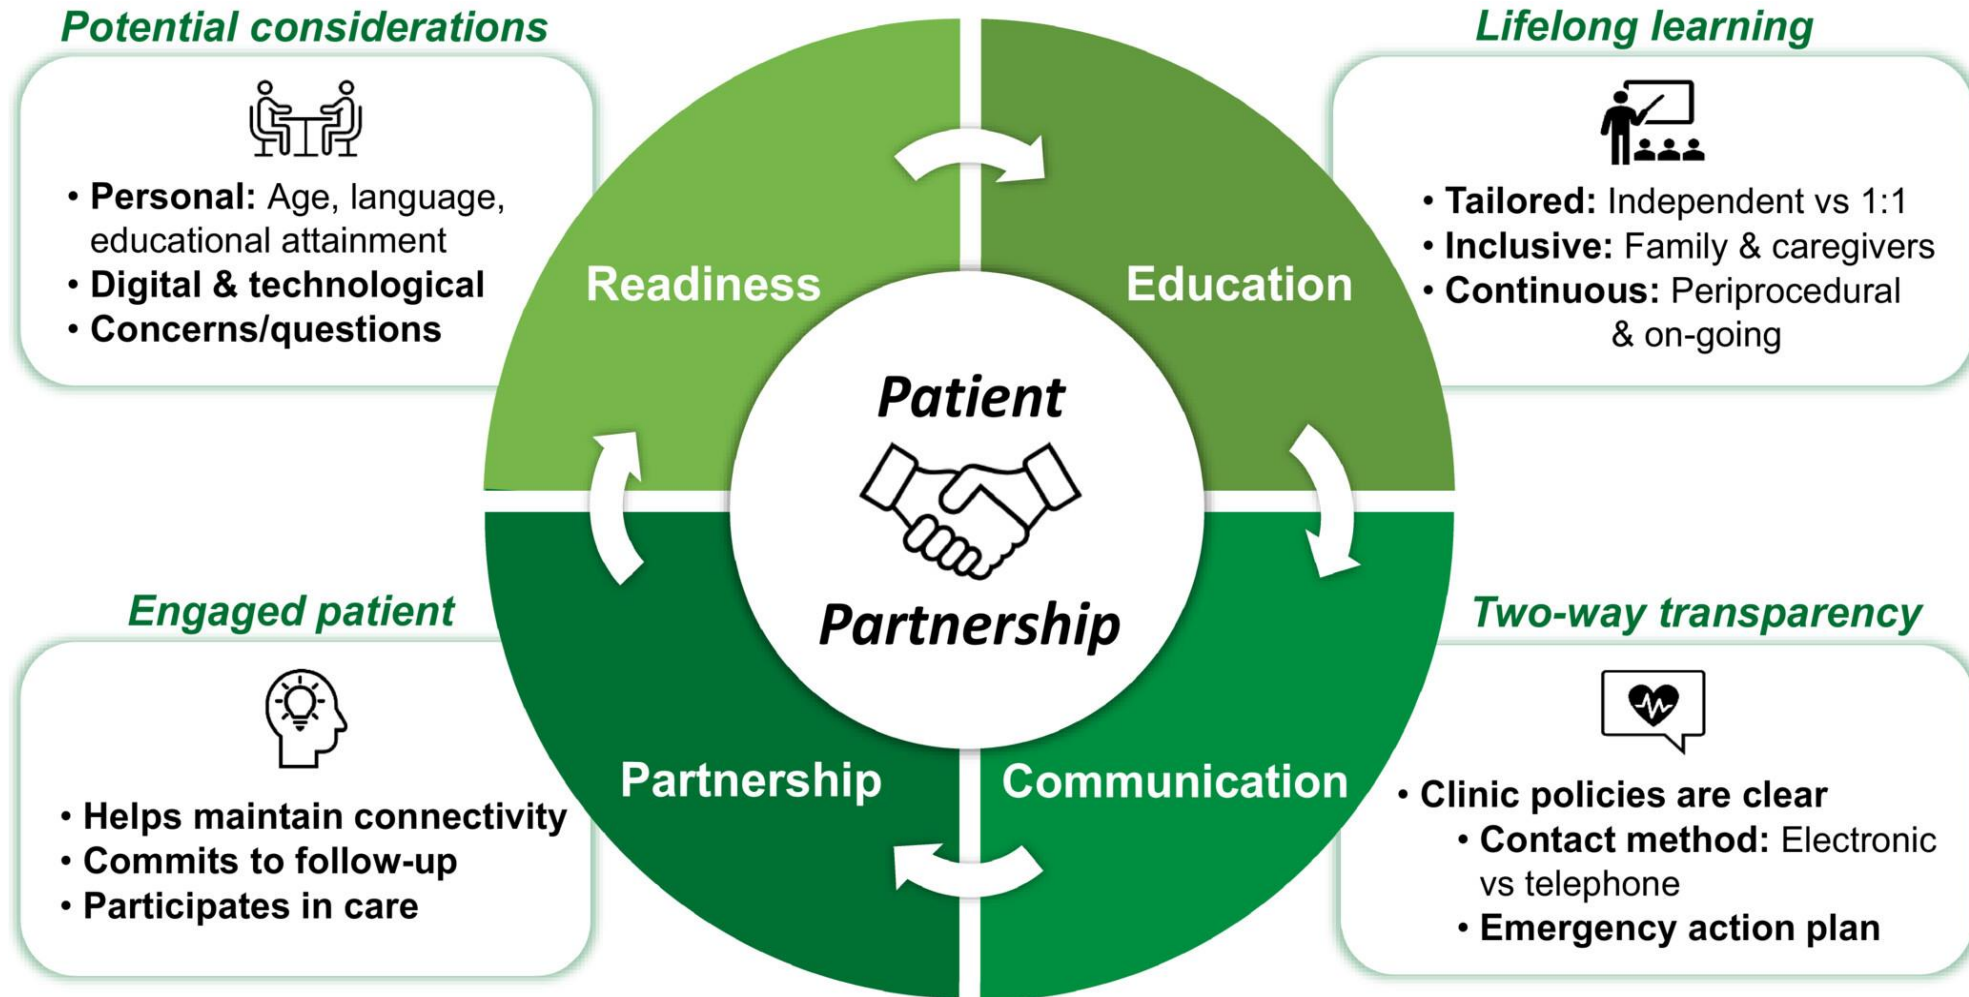 Potential considerations
• Personal: Age, language,
educational attainment
• Digital & technological
• Concerns/questions
Lifelong learning
• Tailored: Independent vs 1:1
• Inclusive: Family & caregivers
• Continuous: Periprocedural
& on-going
Readiness
Education
Patient
Partnership
Partnership
Communication
Engaged patient
• Helps maintain connectivity
• Commits to follow-up
• Participates in care
Two-way transparency
• Clinic policies are clear
• Contact method: Electronic
vs telephone
• Emergency action plan